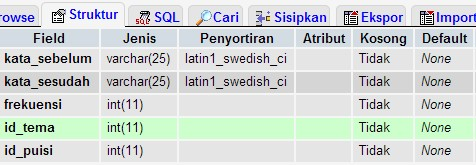 rowse Struktur SQL Cari Sisipkan Ekspor Import
Field Jenis Penyortiran Atribut Kosong Default
kata_sebelum varchar(25) latin1_swedish_ci Tidak None
kata_sesudah varchar(25) latin1_swedish_ci Tidak None
frekuensi int(11) Tidak None
id_tema int(11) Tidak None
id_puisi int(11) Tidak None